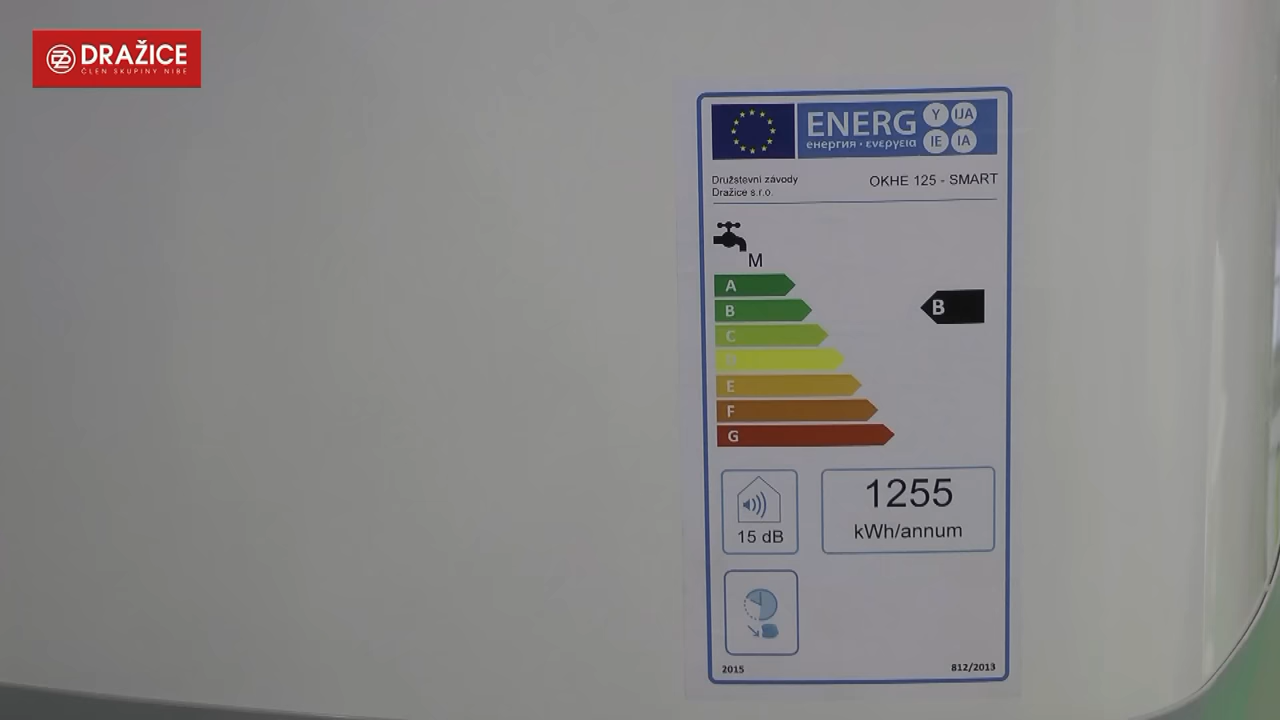 DRAŽICE
ČLEN SKUPINY NIBE
ENERG
енергия · ενεργεια
Y IJA
IE IA
Družstevní závody
Dražice s.r.o.
OKHE 125 - SMART
M
A
B
B
C
D
E
F
G
1255
kWh/annum
15 dB
2015
812/2013